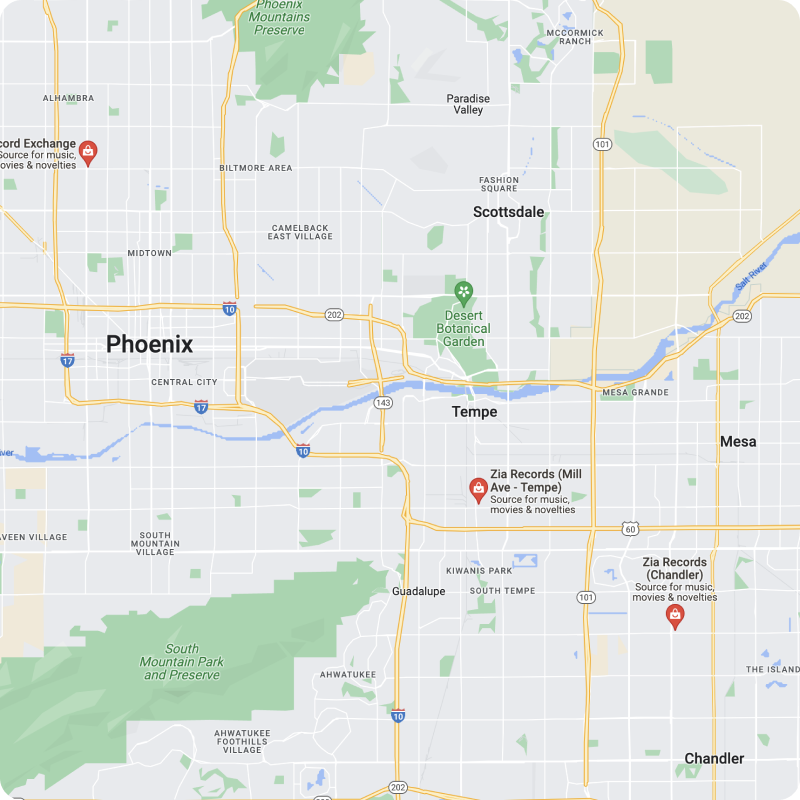 Phoenix
Mountains
Preserve
MCCORMICK
RANCH
ALHAMBRA
Paradise
Valley
101
cord Exchange
Source for music,
ovies & novelties
BILTMORE AREA
FASHION
SQUARE
Scottsdale
CAMELBACK
EAST VILLAGE
MIDTOWN
Salt River
10
202
202
Desert
Botanical
Garden
Phoenix
17
CENTRAL CITY
17
143
MESA GRANDE
Tempe
Mesa
10
ver
Zia Records (Mill
Ave - Tempe)
Source for music,
movies & novelties
60
AVEEN VILLAGE
SOUTH
MOUNTAIN
VILLAGE
KIWANIS PARK
Zia Records
(Chandler)
Source for music,
movies & novelties
Guadalupe
SOUTH TEMPE
101
South
Mountain Park
and Preserve
AHWATUKEE
THE ISLAND
10
AHWATUKEE
FOOTHILLS
VILLAGE
Chandler
202